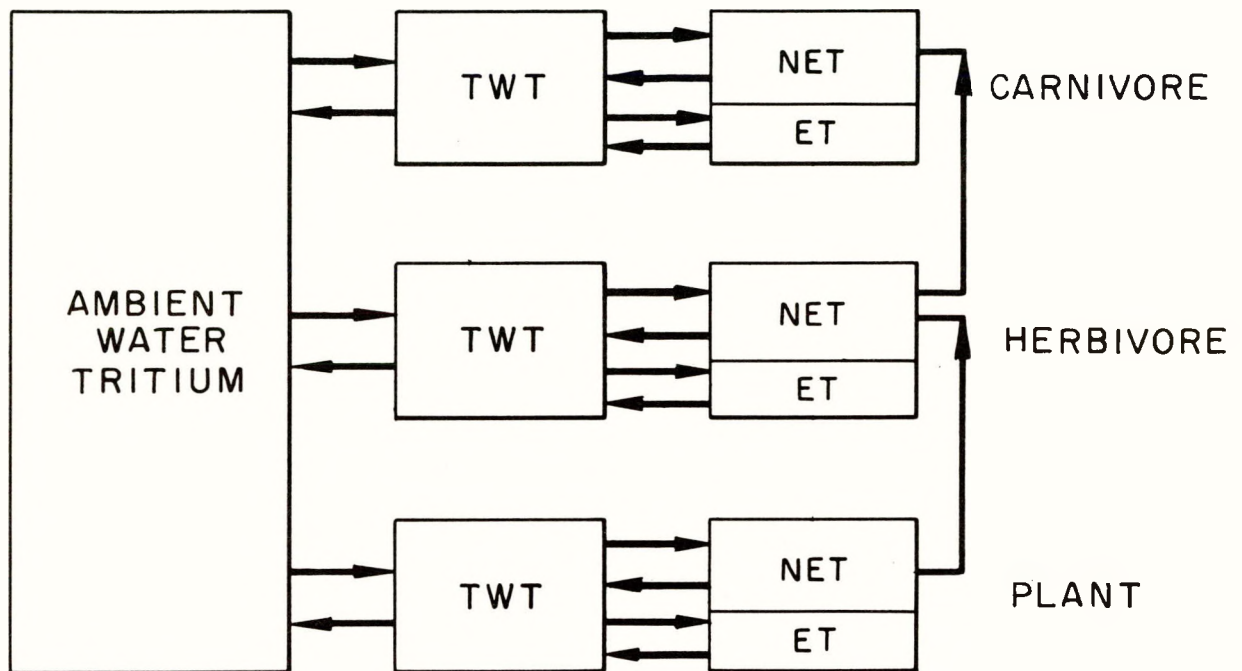 TWT
NET
ET
CARNIVORE
AMBIENT
WATER
TRITIUM
TWT
NET
ET
HERBIVORE
TWT
NET
ET
PLANT